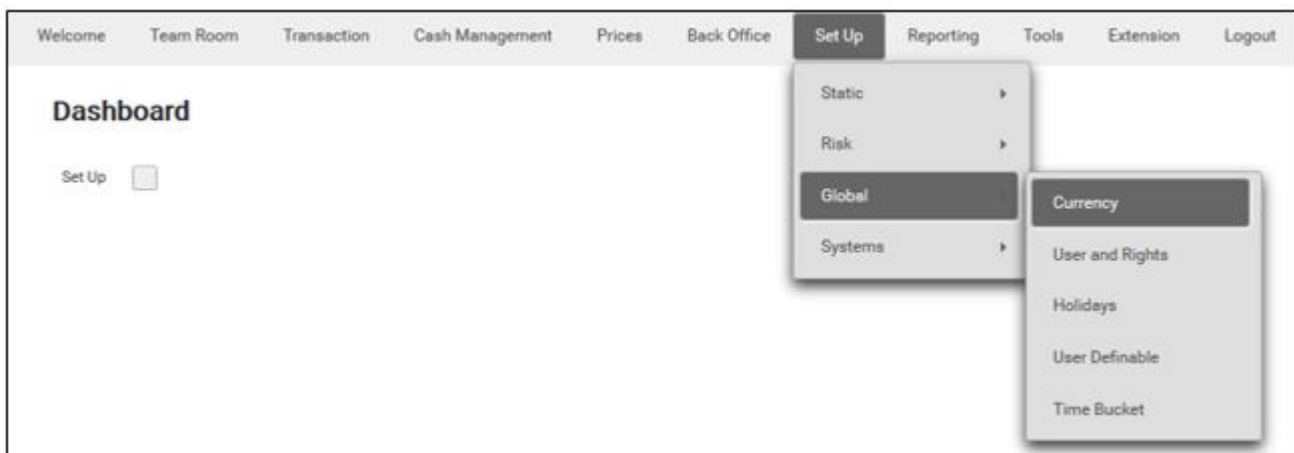 Welcome Team Room Transaction Cash Management Prices Back Office Set Up Reporting Tools Extension Logout
Dashboard
Set Up
Static
Risk
Global
Systems
Currency
User and Rights
Holidays
User Definable
Time Bucket